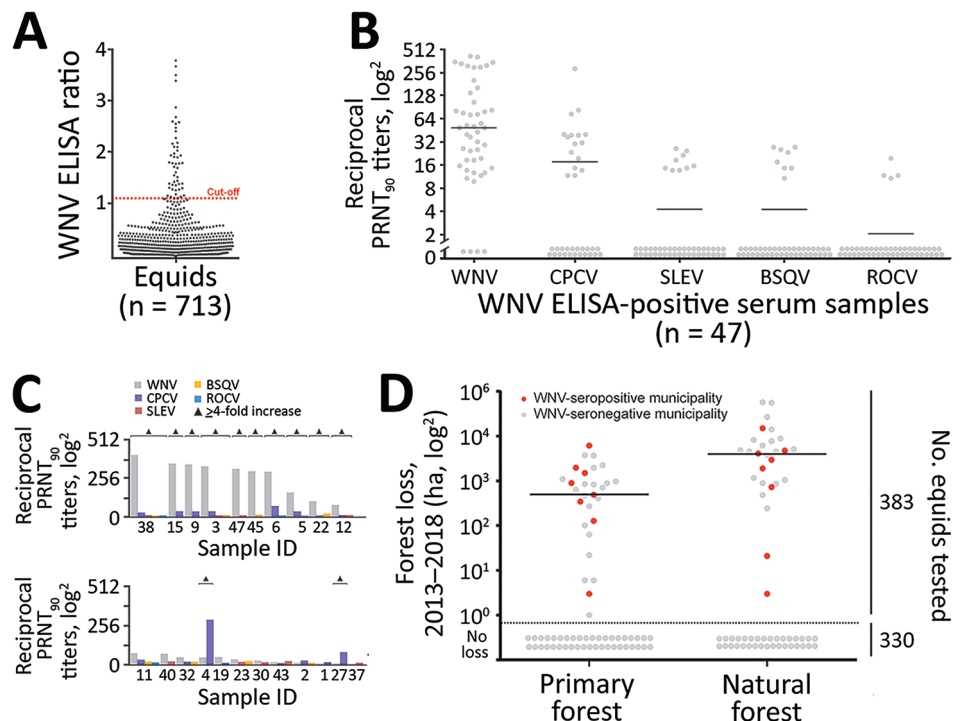 A
WNV ELISA ratio
4
3
2
1
Cut-off
Equids
(n = 713)
B
Reciprocal
PRNT90 titers, log2
512
256
128
64
32
16
8
4
2
0
WNV CPCV SLEV BSQV ROCV
WNV ELISA-positive serum samples
(n = 47)
C
WNV BSQV
CPCV ROCV
SLEV ▲ ≥4-fold increase
Reciprocal
PRNT90
titers, log2
512
256
0
38 15 9 3 47 45 6 5 22 12
Sample ID
Reciprocal
PRNT90
titers, log2
512
256
0
11 40 32 4 19 23 30 43 2 1 27 37
Sample ID
D
WNV-seropositive municipality
WNV-seronegative municipality
Forest loss,
2013–2018 (ha, log2)
10^6
10^4
10^3
10^2
10^1
10^0
No
loss
Primary
forest
Natural
forest
383
330
No. equids tested